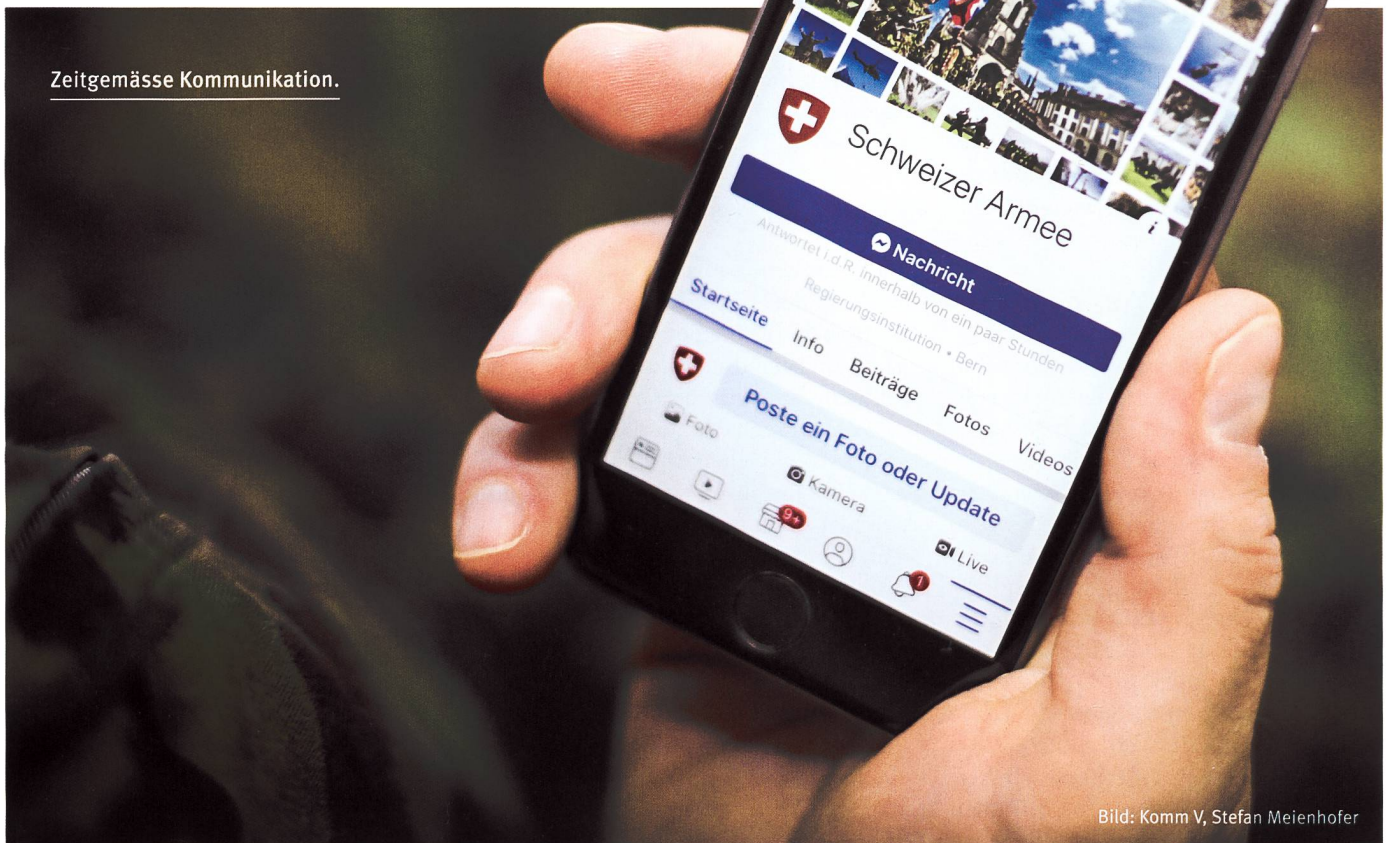 Zeitgemässe Kommunikation.
Schweizer Armee
i
Nachricht
Antwortet i.d.R. innerhalb von ein paar Stunden
Regierungsinstitution • Bern
Startseite Info Beiträge Fotos Videos
Poste ein Foto oder Update
Foto Kamera Live
9+ 1
Bild: Komm V, Stefan Meienhofer